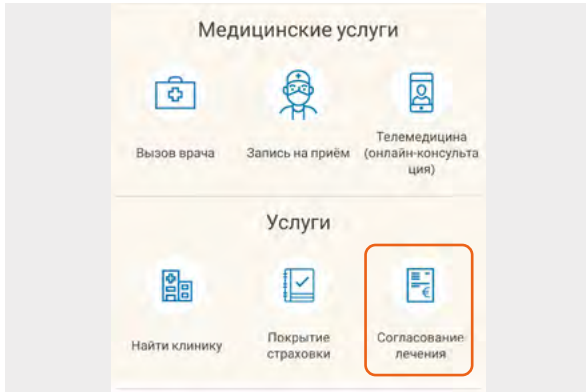 Медицинские услуги
Вызов врача
Запись на приём
Телемедицина
(онлайн-консульта
ция)
Услуги
Найти клинику
Покрытие
страховки
Согласование
лечения